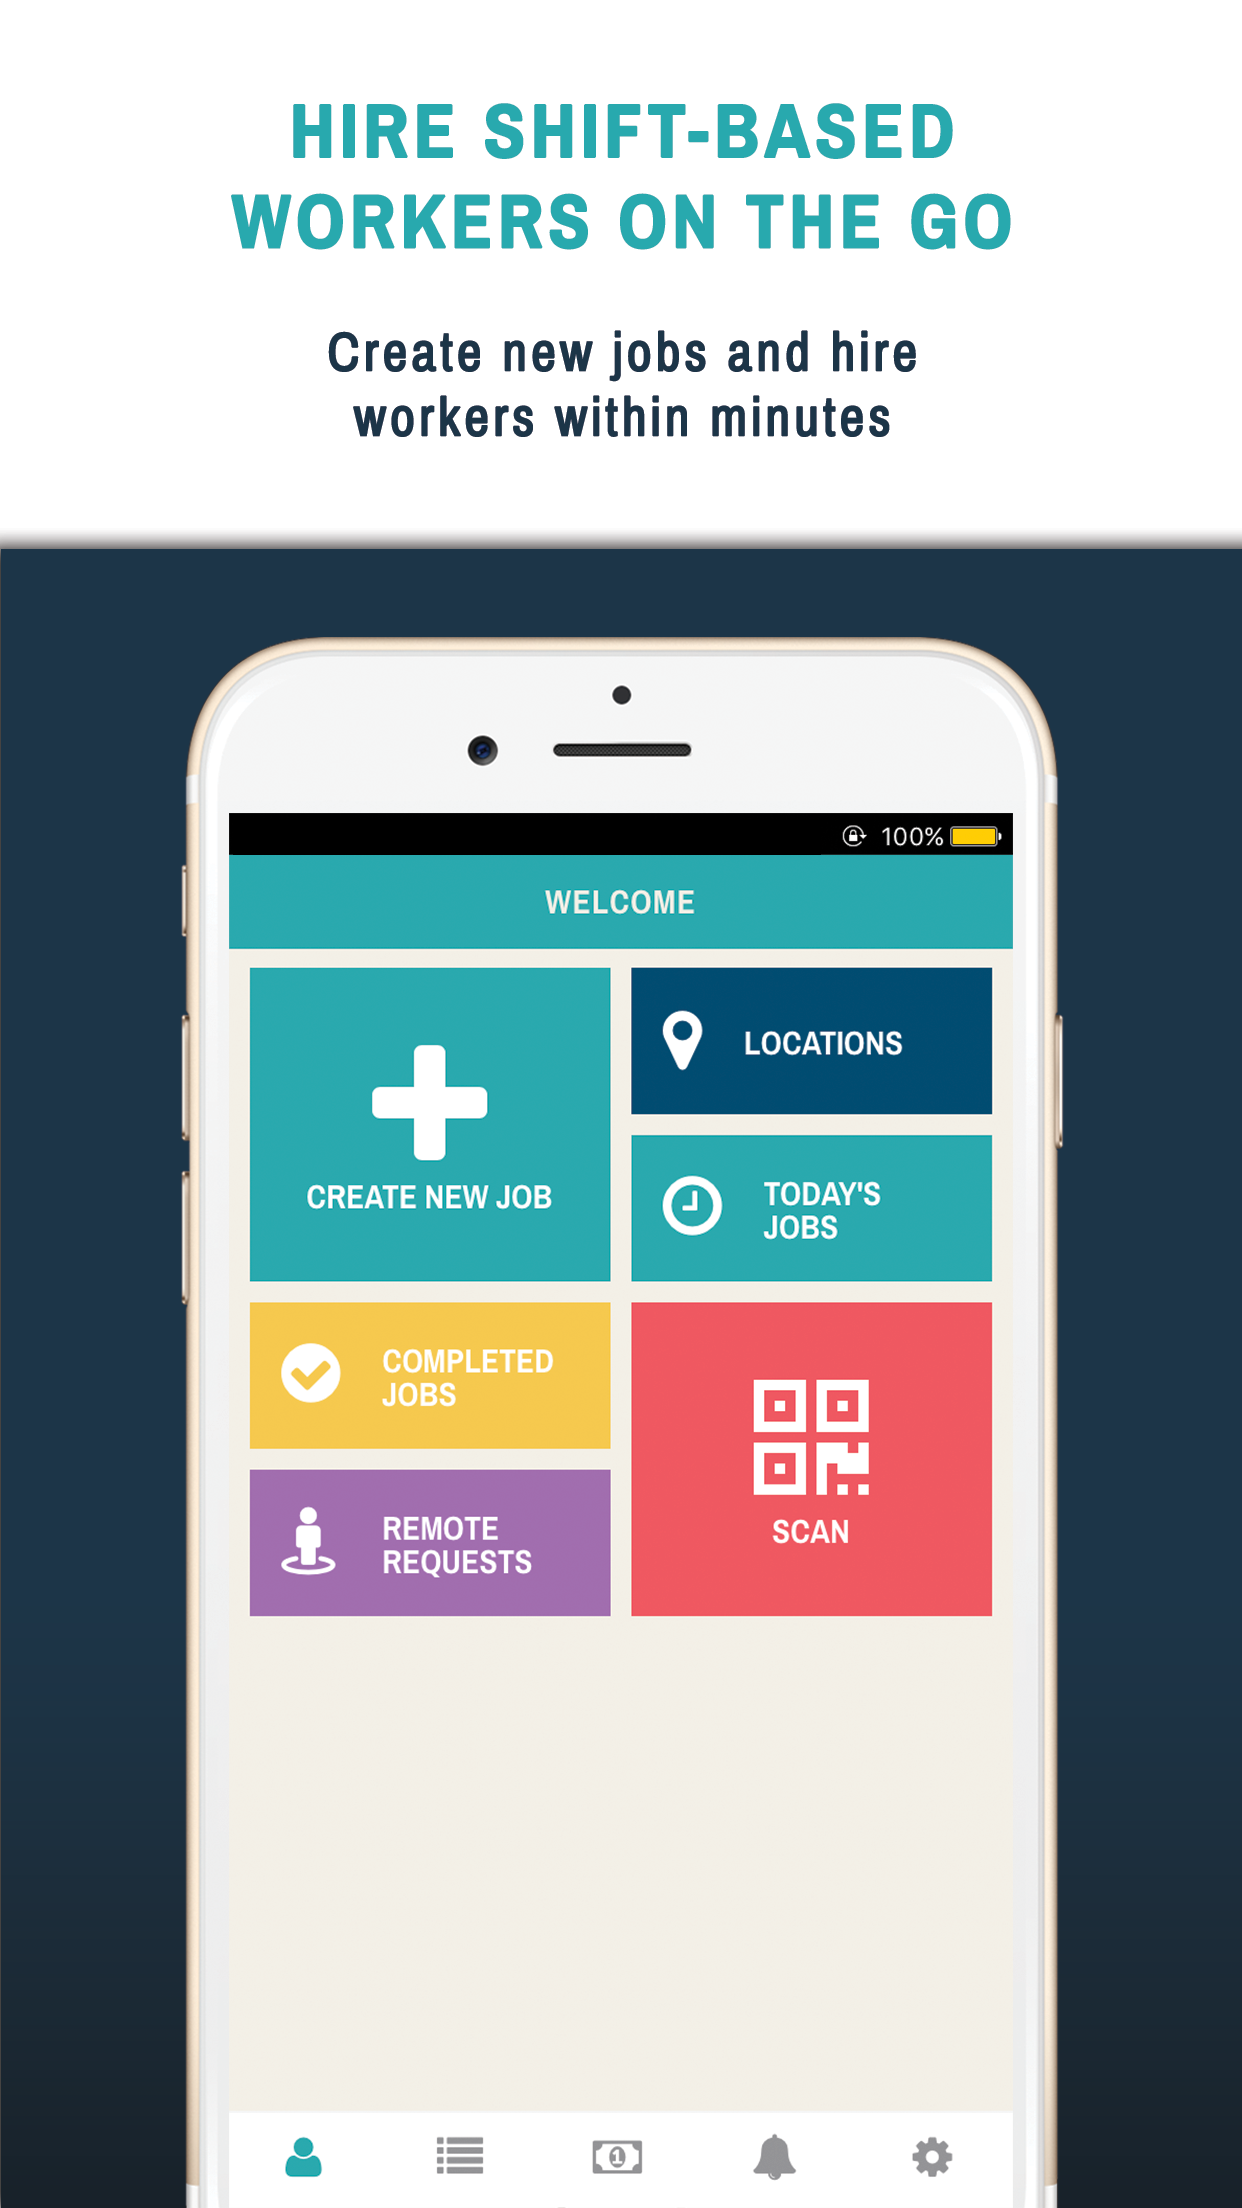 HIRE SHIFT-BASED
WORKERS ON THE GO
Create new jobs and hire
workers within minutes
100%
WELCOME
CREATE NEW JOB
LOCATIONS
TODAY'S
JOBS
COMPLETED
JOBS
REMOTE
REQUESTS
SCAN
1